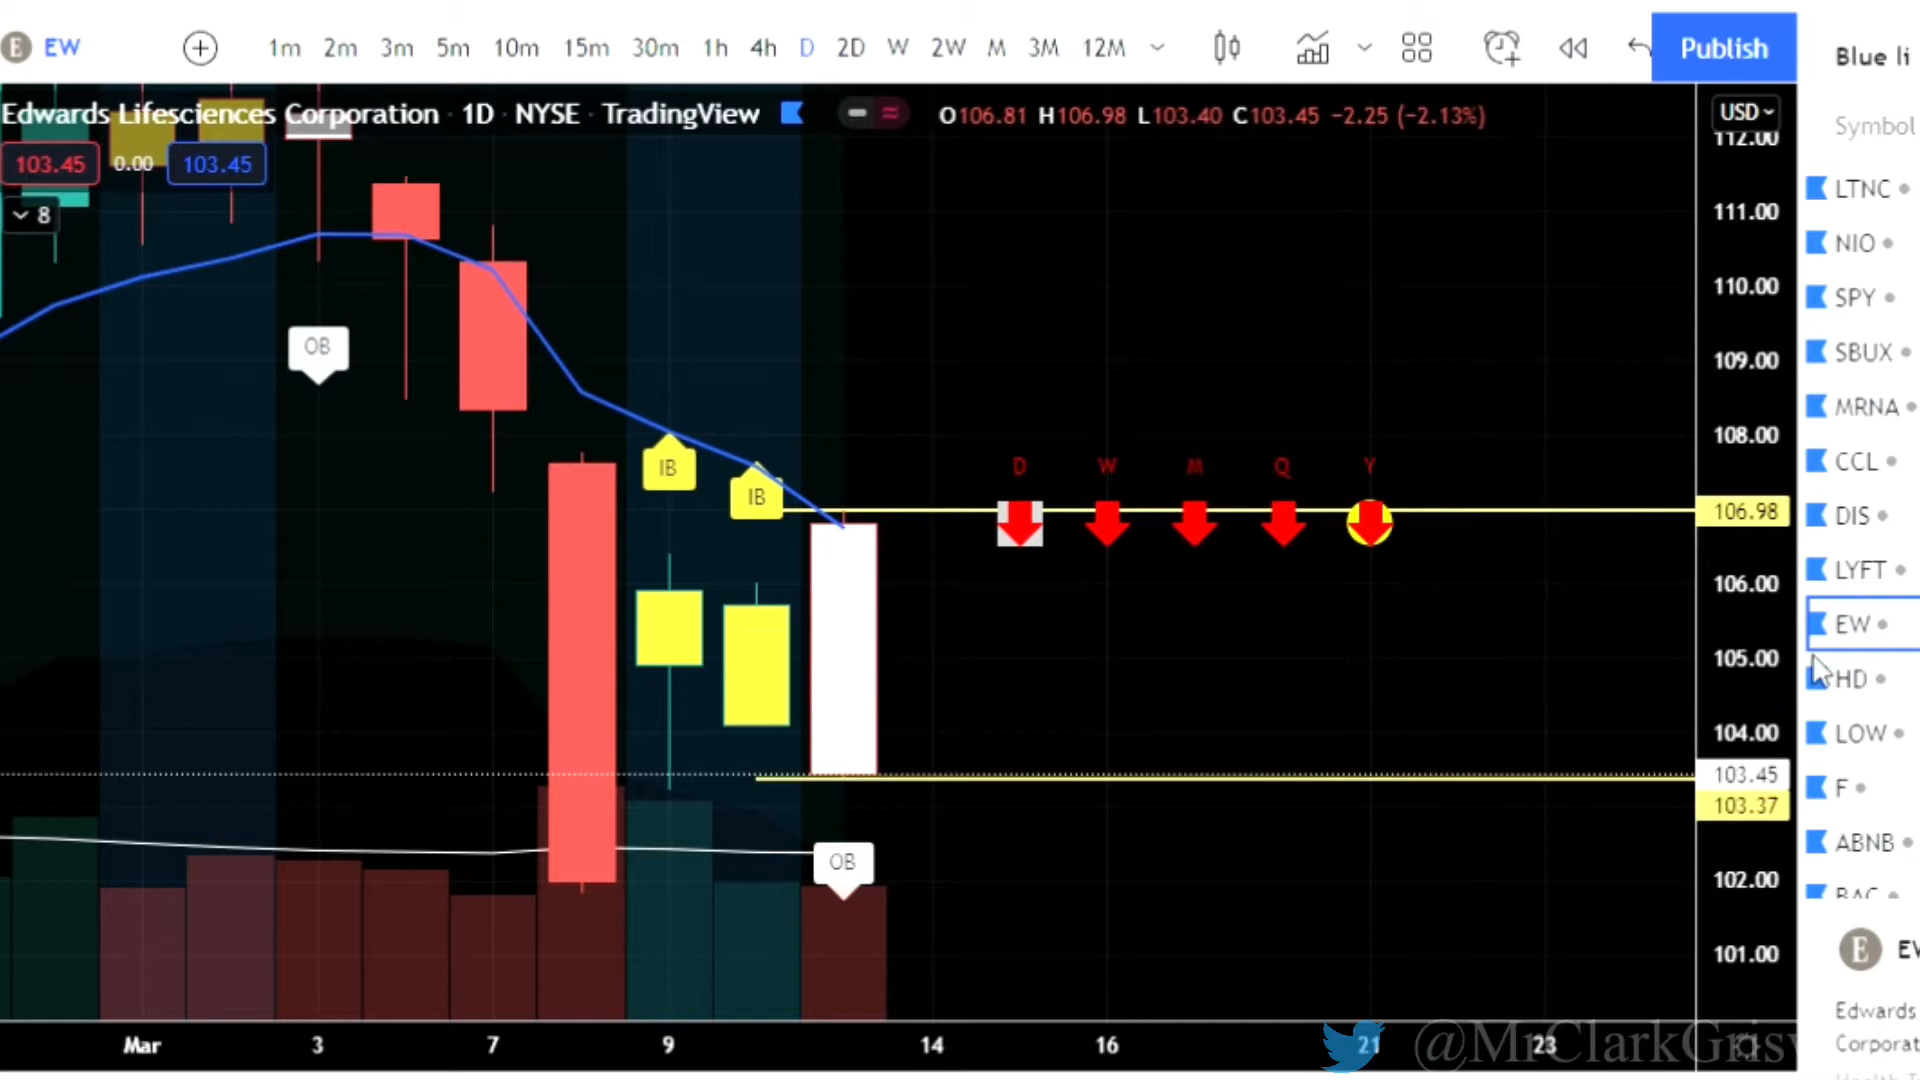 E EW 1m 2m 3m 5m 10m 15m 30m 1h 4h D 2D W 2W M 3M 12M Publish
Blue li
Edwards Lifesciences Corporation · 1D · NYSE · TradingView O106.81 H106.98 L103.40 C103.45 −2.25 (−2.13%)
USD
Symbol
103.45 0.00 103.45
8
112.00
111.00
110.00
109.00
108.00
106.98
106.00
105.00
104.00
103.45
103.37
102.00
101.00
OB
IB
IB
OB
D W M Q Y
LTNC
NIO
SPY
SBUX
MRNA
CCL
DIS
LYFT
EW
HD
LOW
F
ABNB
BAC
E
Edwards
Corporat
Mar 3 7 9 14 16 21 23
@MrClarkGrisw